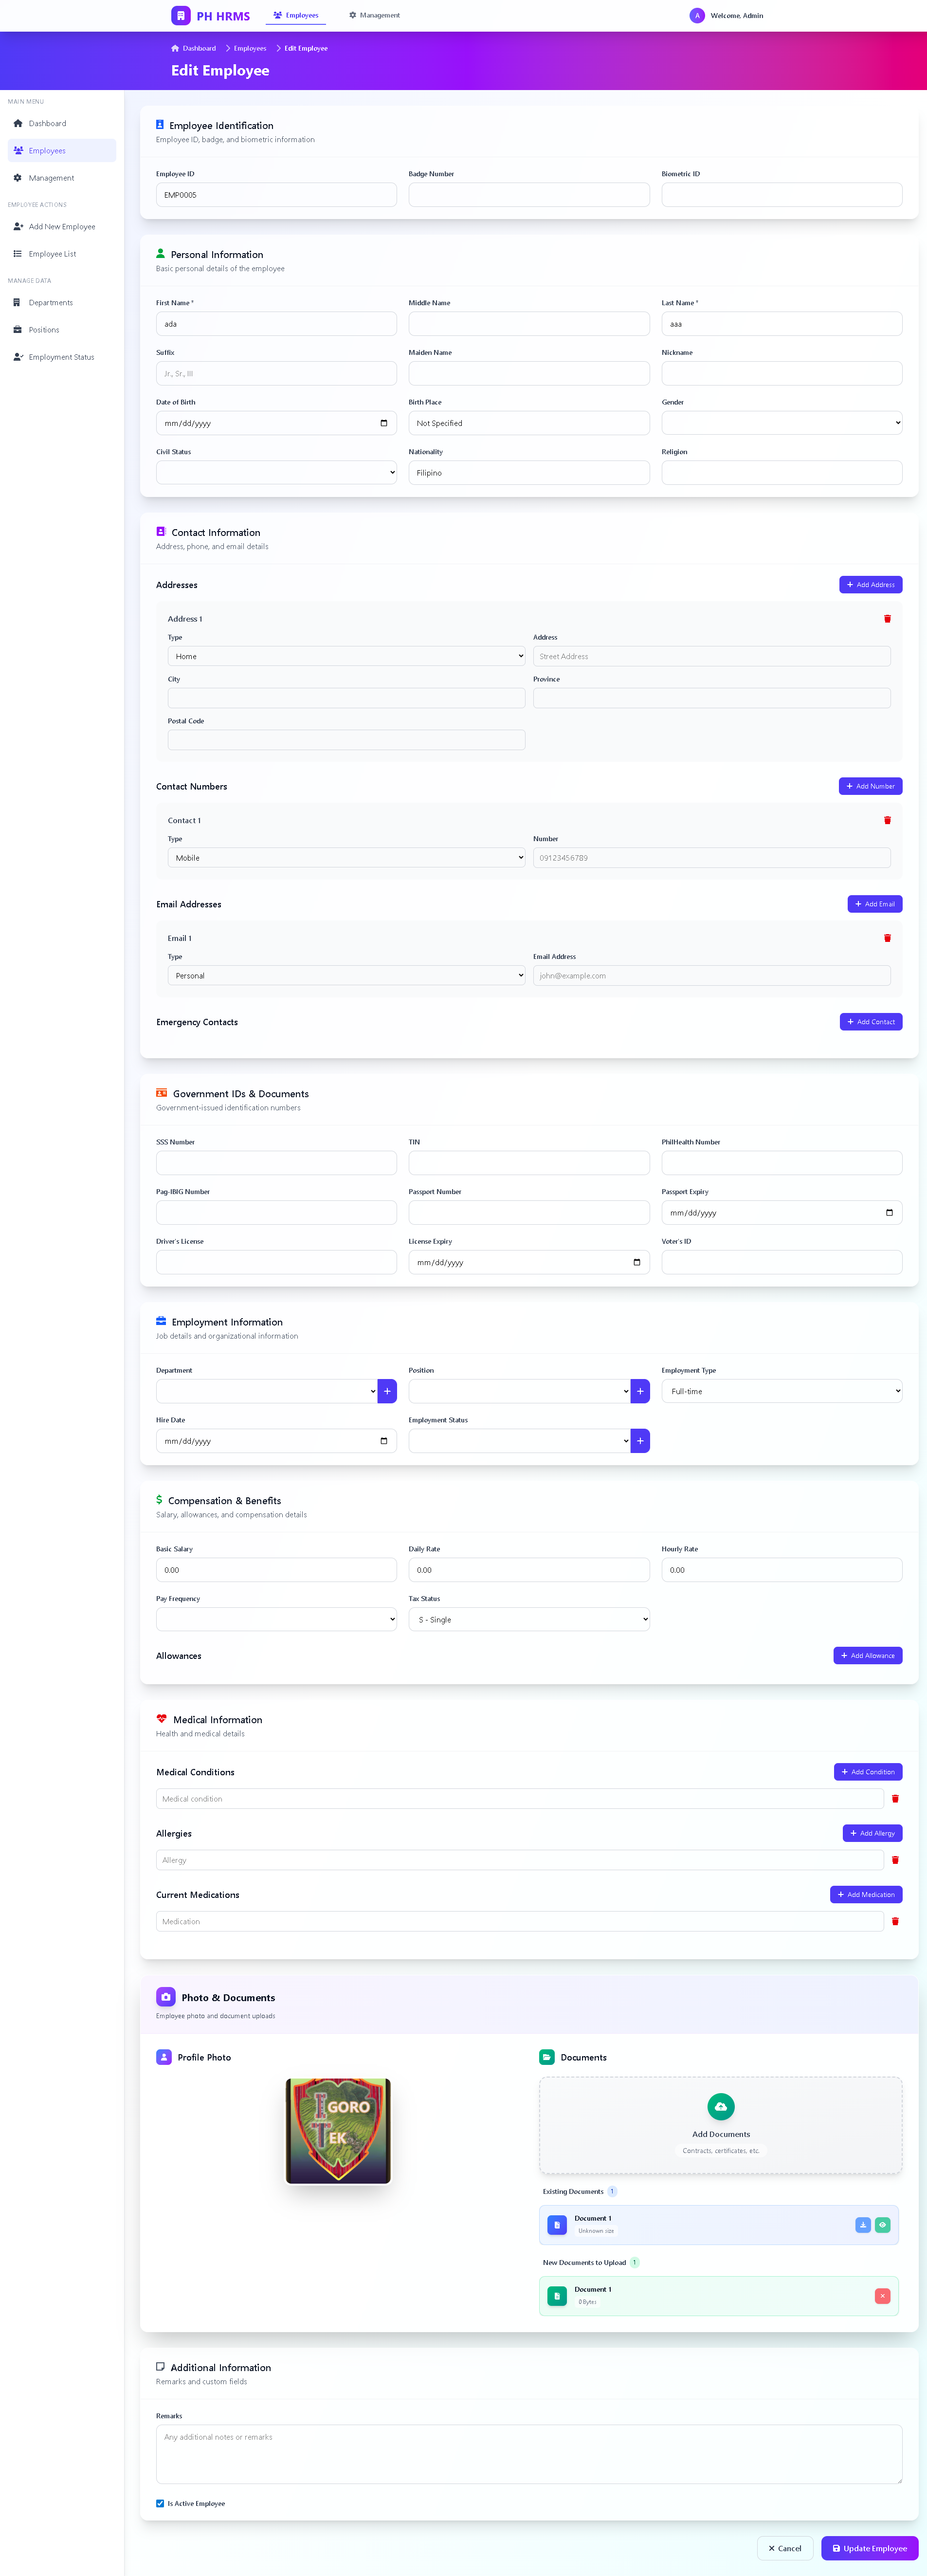 PH HRMS
Employees
Management
A
Welcome, Admin
Dashboard
Employees
Edit Employee
Edit Employee
MAIN MENU
Dashboard
Employees
Management
EMPLOYEE ACTIONS
Add New Employee
Employee List
MANAGE DATA
Departments
Positions
Employment Status
Employee Identification
Employee ID, badge, and biometric information
Employee ID
Badge Number
Biometric ID
EMP0005
Personal Information
Basic personal details of the employee
First Name *
Middle Name
Last Name *
ada
aaa
Suffix
Maiden Name
Nickname
Jr., Sr., III
Date of Birth
Birth Place
Gender
mm/dd/yyyy
Not Specified
Civil Status
Nationality
Religion
Filipino
Contact Information
Address, phone, and email details
Addresses
Add Address
Address 1
Type
Address
Home
Street Address
City
Province
Postal Code
Contact Numbers
Add Number
Contact 1
Type
Number
Mobile
09123456789
Email Addresses
Add Email
Email 1
Type
Email Address
Personal
john@example.com
Emergency Contacts
Add Contact
Government IDs & Documents
Government-issued identification numbers
SSS Number
TIN
PhilHealth Number
Pag-IBIG Number
Passport Number
Passport Expiry
mm/dd/yyyy
Driver's License
License Expiry
Voter's ID
mm/dd/yyyy
Employment Information
Job details and organizational information
Department
Position
Employment Type
Full-time
Hire Date
Employment Status
mm/dd/yyyy
Compensation & Benefits
Salary, allowances, and compensation details
Basic Salary
Daily Rate
Hourly Rate
0.00
0.00
0.00
Pay Frequency
Tax Status
S - Single
Allowances
Add Allowance
Medical Information
Health and medical details
Medical Conditions
Add Condition
Medical condition
Allergies
Add Allergy
Allergy
Current Medications
Add Medication
Medication
Photo & Documents
Employee photo and document uploads
Profile Photo
IGORO
TEK
Documents
Add Documents
Contracts, certificates, etc.
Existing Documents 1
Document 1
Unknown size
New Documents to Upload 1
Document 1
0 Bytes
Additional Information
Remarks and custom fields
Remarks
Any additional notes or remarks
Is Active Employee
Cancel
Update Employee